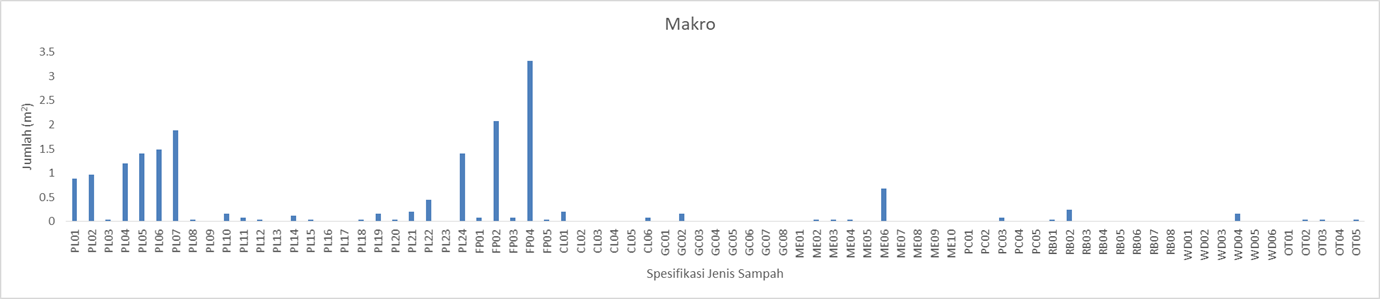 Makro
Jumlah (m²)
3.5
3
2.5
2
1.5
1
0.5
0
PL01 PL02 PL03 PL04 PL05 PL06 PL07 PL08 PL09 PL10 PL11 PL12 PL13 PL14 PL15 PL16 PL17 PL18 PL19 PL20 PL21 PL22 PL23 PL24 FP01 FP02 FP03 FP04 FP05 CL01 CL02 CL03 CL04 CL05 CL06 GC01 GC02 GC03 GC04 GC05 GC06 GC07 GC08 ME01 ME02 ME03 ME04 ME05 ME06 ME07 ME08 ME09 ME10 PC01 PC02 PC03 PC04 PC05 RB01 RB02 RB04 RB05 RB06 RB07 RB08 WD01 WD02 WD03 WD04 WD05 WD06 OT01 OT02 OT03 OT04 OT05
Spesifikasi Jenis Sampah